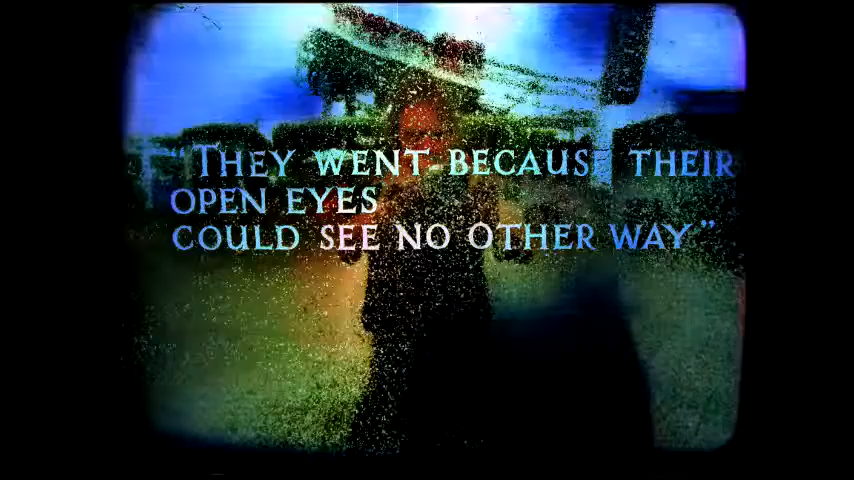 “THEY WENT BECAUSE THEIR
OPEN EYES
COULD SEE NO OTHER WAY”